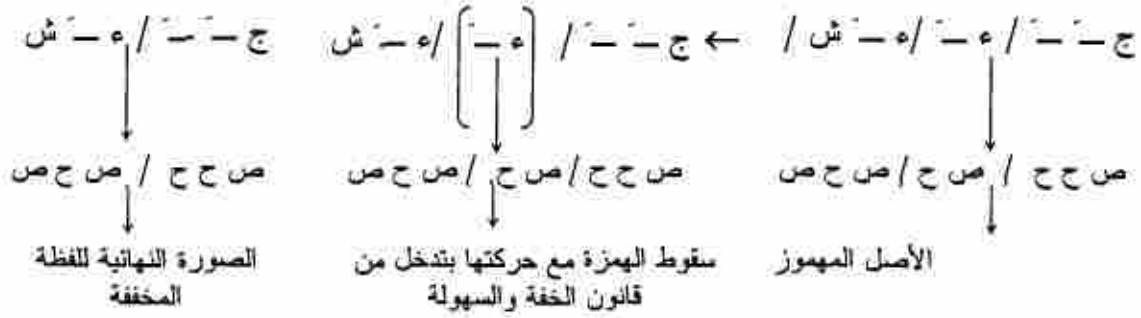 ج ـَ ـَ / ء ـَ / ء ـَ ش / ← ج ـَ ـَ / (ء ـَ) / ء ـَ ش ج ـَ ـَ / ء ـَ ش
ص ح ح / ص ح / ص ح ص ص ح ح / ص ح / ص ح ص ص ح ح / ص ح ص
الأصل المهموز سقوط الهمزة مع حركتها بتدخل من الصورة النهائية للفظة
قانون الخفة والسهولة المخففة